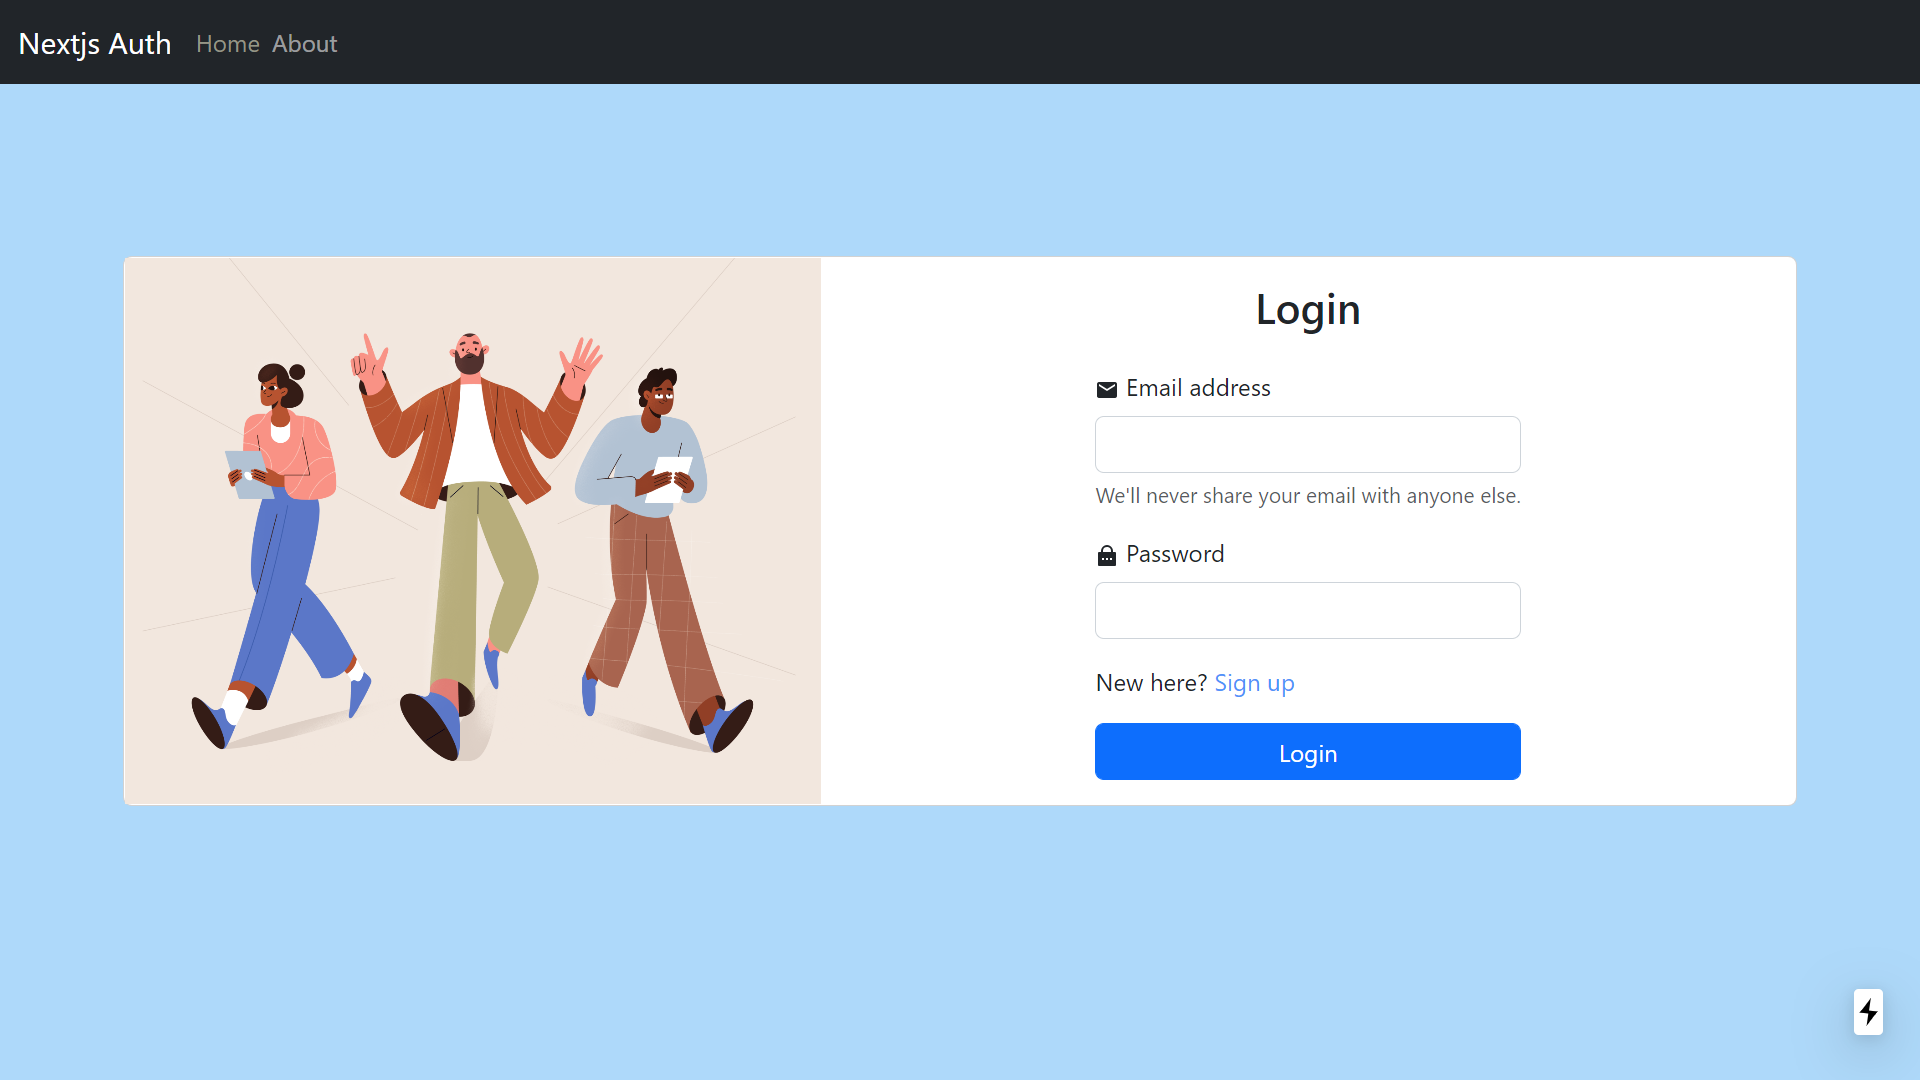 Nextjs Auth Home About
Login
Email address
We'll never share your email with anyone else.
Password
New here? Sign up
Login